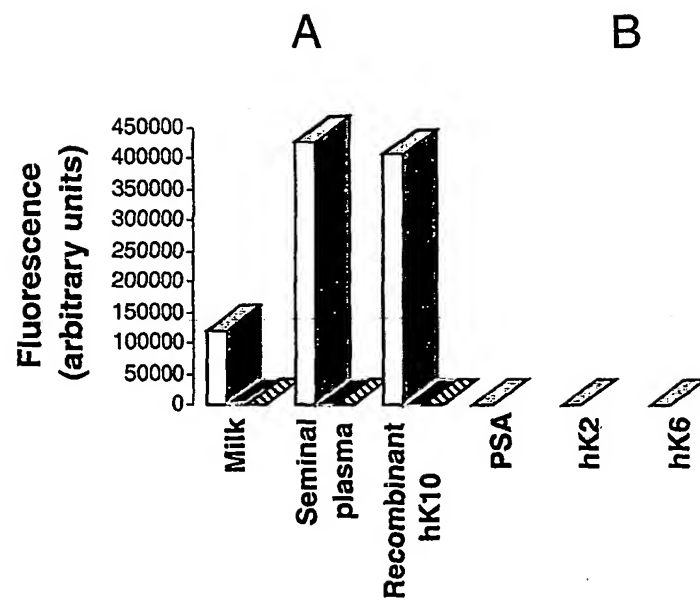 A
B
Fluorescence
(arbitrary units)
450000
400000
350000
300000
250000
200000
150000
100000
50000
0
Milk
Seminal
plasma
Recombinant
hK10
PSA
hK2
hK6